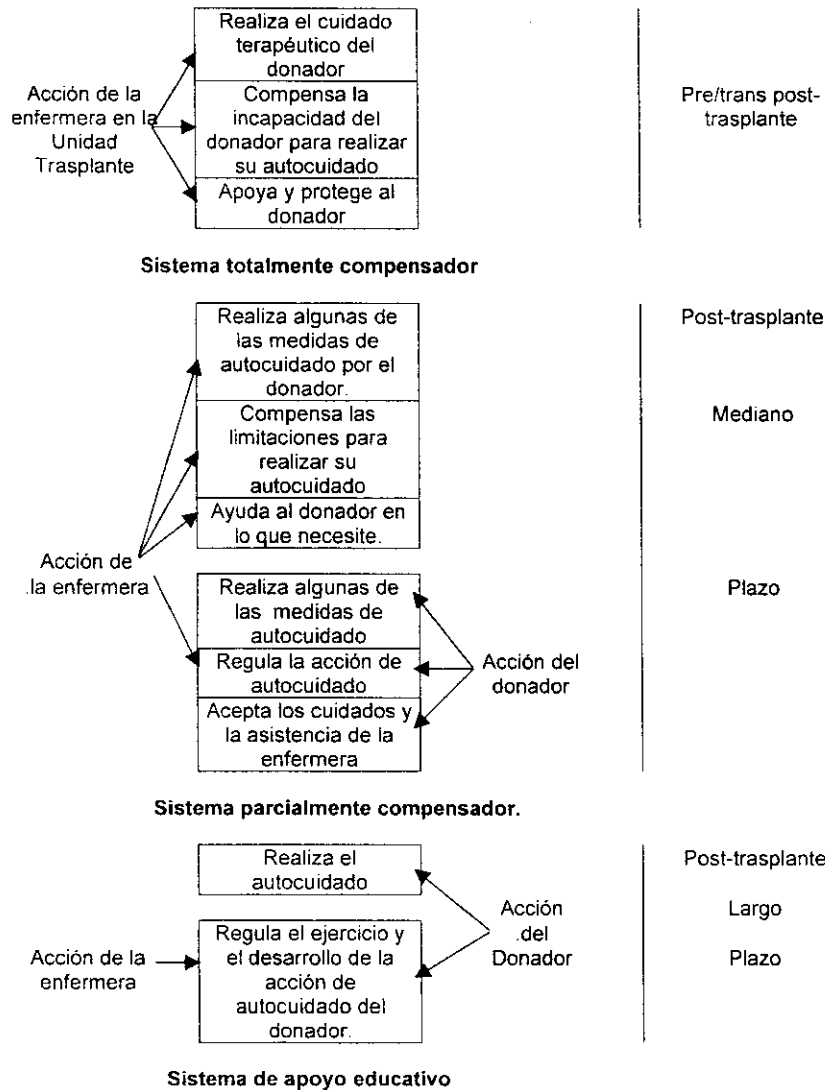 Realiza el cuidado
terapéutico del
donador
Acción de la
enfermera en la
Unidad
Trasplante
Compensa la
incapacidad del
donador para realizar
su autocuidado
Apoya y protege al
donador
Pre/trans post-
trasplante
Sistema totalmente compensador
Realiza algunas de
las medidas de
autocuidado por el
donador.
Compensa las
limitaciones para
realizar su
autocuidado
Ayuda al donador en
lo que necesite.
Acción de
.la enfermera
Realiza algunas de
las medidas de
autocuidado
Regula la acción de
autocuidado
Acepta los cuidados y
la asistencia de la
enfermera
Acción del
donador
Post-trasplante
Mediano
Plazo
Sistema parcialmente compensador.
Realiza el
autocuidado
Acción de la
enfermera
Regula el ejercicio y
el desarrollo de la
acción de
autocuidado del
donador.
Acción
.del
Donador
Post-trasplante
Largo
Plazo
Sistema de apoyo educativo